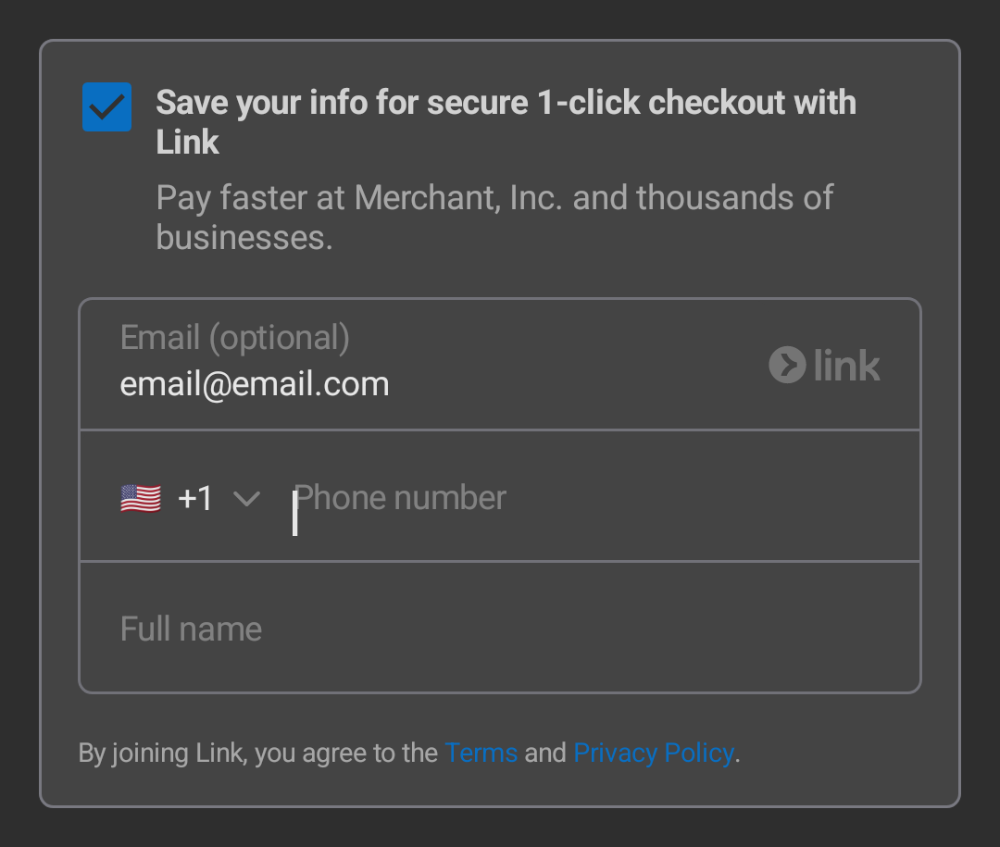 Save your info for secure 1-click checkout with
Link
Pay faster at Merchant, Inc. and thousands of
businesses.
Email (optional)
email@email.com
link
+1 Phone number
Full name
By joining Link, you agree to the Terms and Privacy Policy.